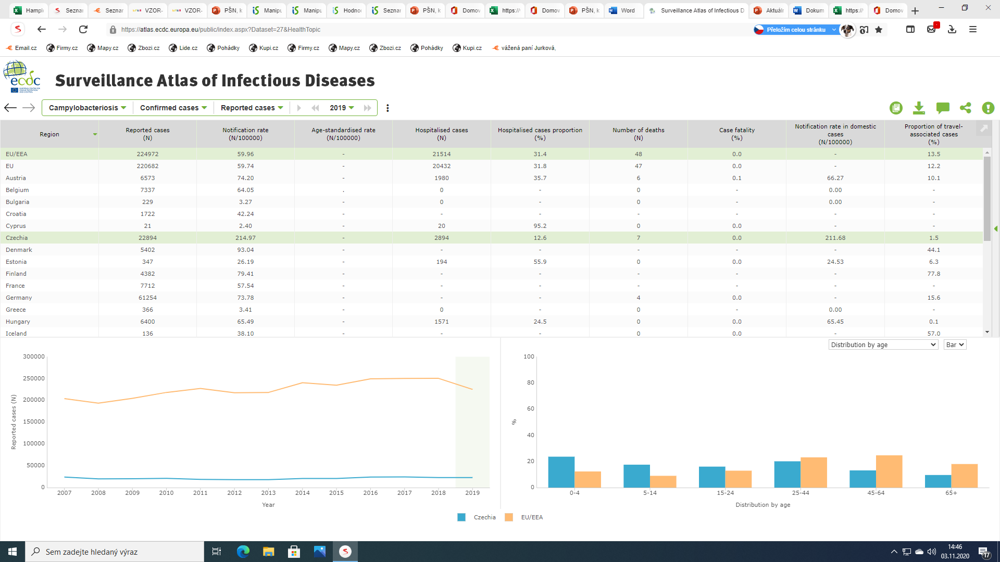 Hampl Seznar Seznar VZOR- VZOR- PŠN, k Manipu Manipu Hodno Seznar PŠN, k Domov https:// Domov PŠN, k Word Surveillance Atlas of Infectious D Aktuáln Dokum https:// Domov
https://atlas.ecdc.europa.eu/public/index.aspx?Dataset=27&HealthTopic Přeložím celou stránku
Email.cz Firmy.cz Mapy.cz Zbozi.cz Lide.cz Pohádky Kupi.cz Firmy.cz Mapy.cz Zbozi.cz Pohádky Kupi.cz vážená paní Jurková,
ecdc
Surveillance Atlas of Infectious Diseases
Campylobacteriosis Confirmed cases Reported cases 2019
Region Reported cases (N) Notification rate (N/100000) Age-standardised rate (N/100000) Hospitalised cases (N) Hospitalised cases proportion (%) Number of deaths (N) Case fatality (%) Notification rate in domestic cases (N/100000) Proportion of travel-associated cases (%)
EU/EEA 224972 59.96 - 21514 31.4 48 0.0 - 13.5
EU 220682 59.74 - 20432 31.8 47 0.0 - 12.2
Austria 6573 74.20 - 1980 35.7 6 0.1 66.27 10.1
Belgium 7337 64.05 . 0 - 0 - 0.00 -
Bulgaria 229 3.27 - 0 - 0 - 0.00 -
Croatia 1722 42.24 - - - - - - -
Cyprus 21 2.40 - 20 95.2 0 0.0 - -
Czechia 22894 214.97 - 2894 12.6 7 0.0 211.68 1.5
Denmark 5402 93.04 - - - - - - 44.1
Estonia 347 26.19 - 194 55.9 0 0.0 24.53 6.3
Finland 4382 79.41 - - - - - - 77.8
France 7712 57.54 - - - - - - -
Germany 61254 73.78 - - - 4 0.0 - 15.6
Greece 366 3.41 - 0 - 0 - 0.00 -
Hungary 6400 65.49 - 1571 24.5 0 0.0 65.45 0.1
Iceland 136 38.10 - - - 0 0.0 - 57.0
300000
250000
200000
150000
100000
50000
0
Reported cases (N)
2007 2008 2009 2010 2011 2012 2013 2014 2015 2016 2017 2018 2019
Year
Distribution by age Bar
100
80
60
40
20
0
%
0-4 5-14 15-24 25-44 45-64 65+
Distribution by age
Czechia EU/EEA
Sem zadejte hledaný výraz
14:46
03.11.2020
17